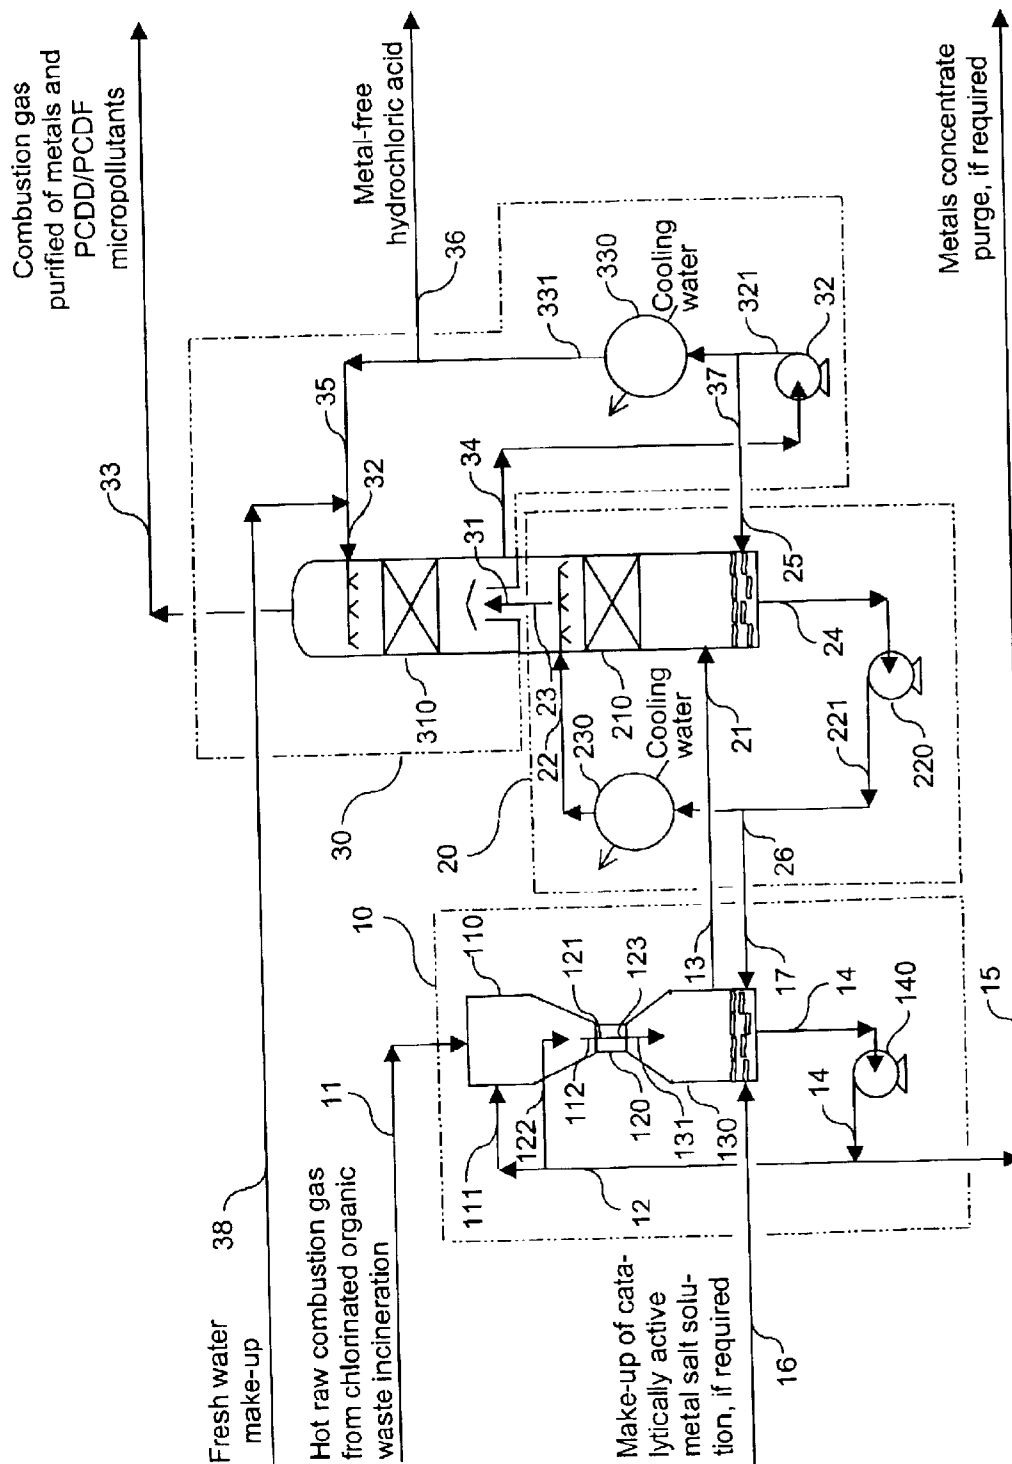 Combustion gas
purified of metals and
PCDD/PCDF
micropollutants
Metal-free
hydrochloric acid
Metals concentrate
purge, if required
33
36
331
330
Cooling
water
321
32
35
32
34
37
31
25
24
310
23
22
230
210
Cooling
water
21
221
220
30
20
26
10
110
121
123
13
17
14
140
15
11
111
122
112
120
131
130
14
12
38
Fresh water
make-up
Hot raw combustion gas
from chlorinated organic
waste incineration
Make-up of cata-
lytically active
metal salt solu-
tion, if required
16